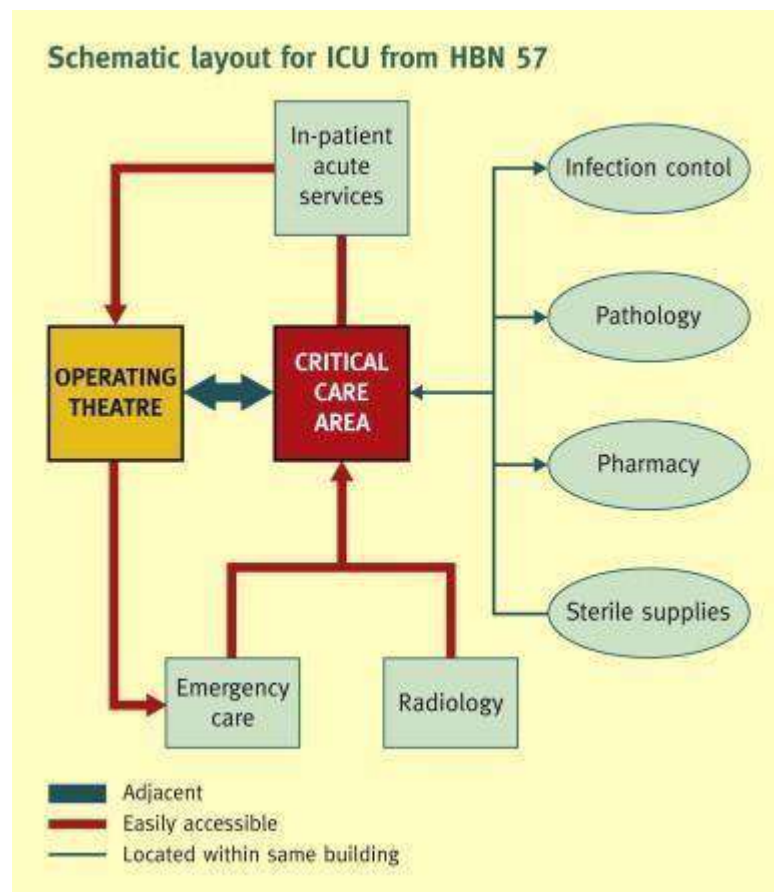 Schematic layout for ICU from HBN 57
In-patient
acute
services
Infection contol
Pathology
OPERATING
THEATRE
CRITICAL
CARE
AREA
Pharmacy
Sterile supplies
Emergency
care
Radiology
Adjacent
Easily accessible
Located within same building